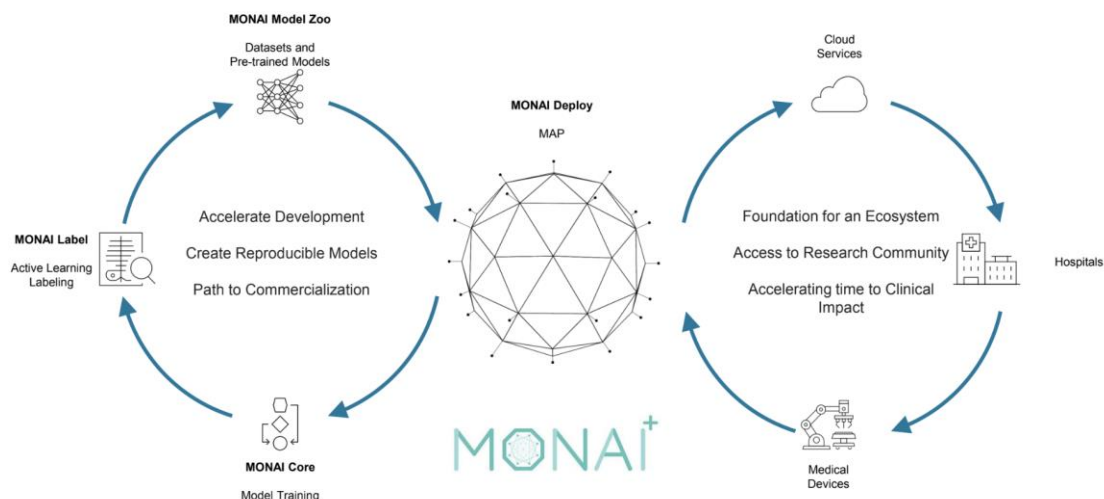 MONAI Model Zoo
Datasets and
Pre-trained Models
MONAI Label
Active Learning
Labeling
Accelerate Development
Create Reproducible Models
Path to Commercialization
MONAI Core
Model Training
MONAI Deploy
MAP
MONAI+
Cloud
Services
Foundation for an Ecosystem
Access to Research Community
Accelerating time to Clinical
Impact
Hospitals
Medical
Devices